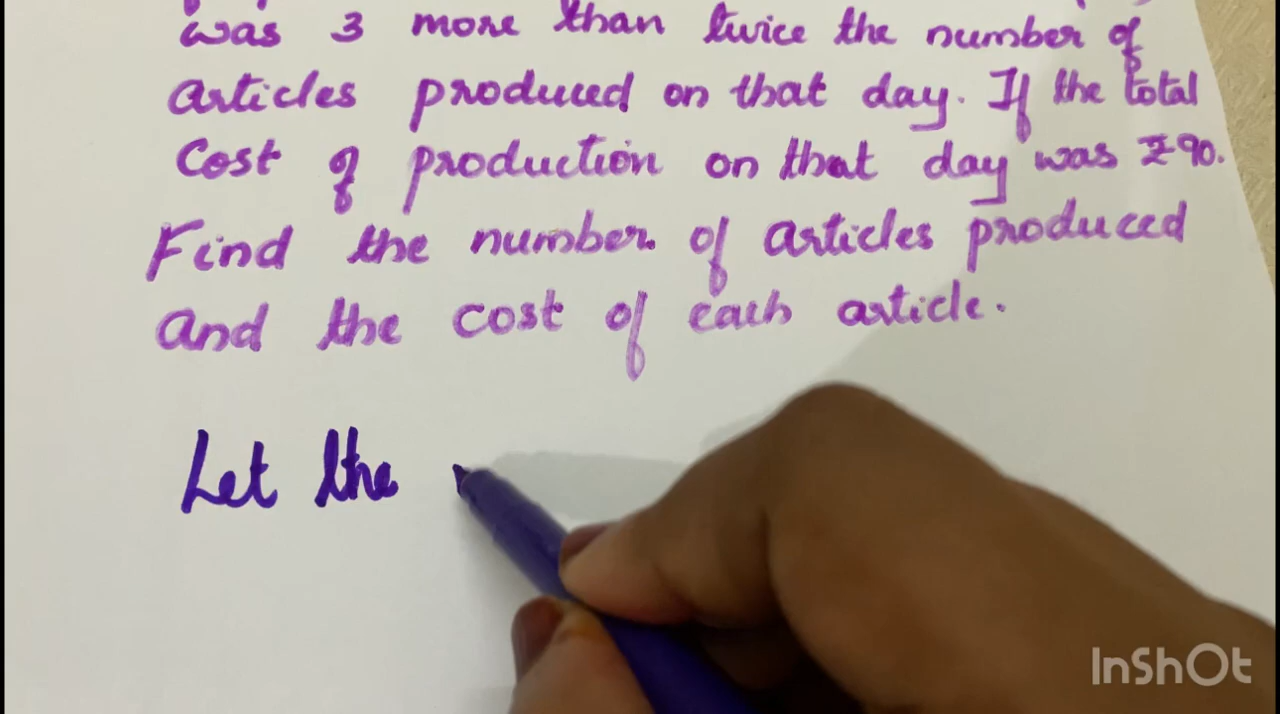 was 3 more than twice the number of
articles produced on that day. If the total
Cost of production on that day was ₹90.
Find the number of articles produced
and the cost of each article.
Let the
InShOt